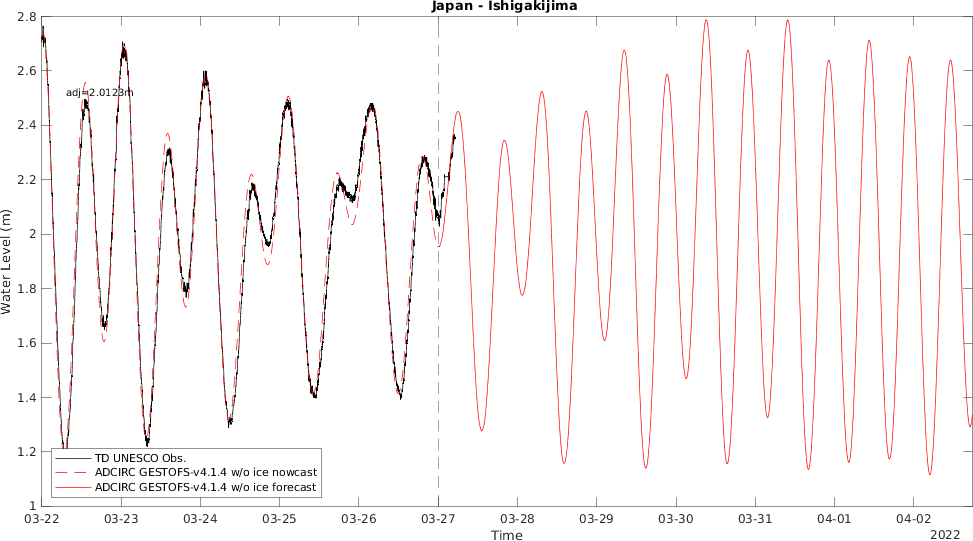 Japan - Ishigakijima
2.8
2.6
2.4
2.2
2
1.8
1.6
1.4
1.2
1
Water Level (m)
adj=2.0123m
TD UNESCO Obs.
ADCIRC GESTOFS-v4.1.4 w/o ice nowcast
ADCIRC GESTOFS-v4.1.4 w/o ice forecast
03-22 03-23 03-24 03-25 03-26 03-27 03-28 03-29 03-30 03-31 04-01 04-02
Time
2022